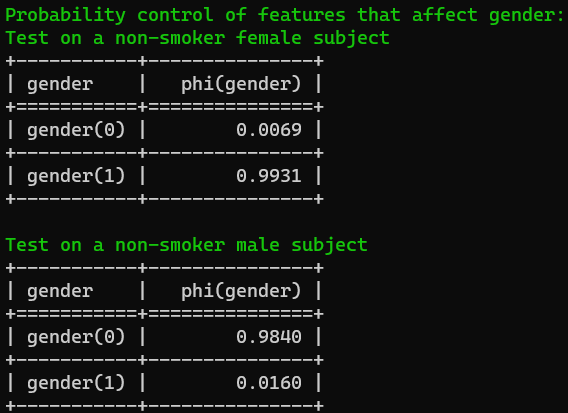 Probability control of features that affect gender:
Test on a non-smoker female subject
+-----------+---------------+
| gender    |   phi(gender) |
+===========+===============+
| gender(0) |        0.0069 |
+-----------+---------------+
| gender(1) |        0.9931 |
+-----------+---------------+
Test on a non-smoker male subject
+-----------+---------------+
| gender    |   phi(gender) |
+===========+===============+
| gender(0) |        0.9840 |
+-----------+---------------+
| gender(1) |        0.0160 |
+-----------+---------------+